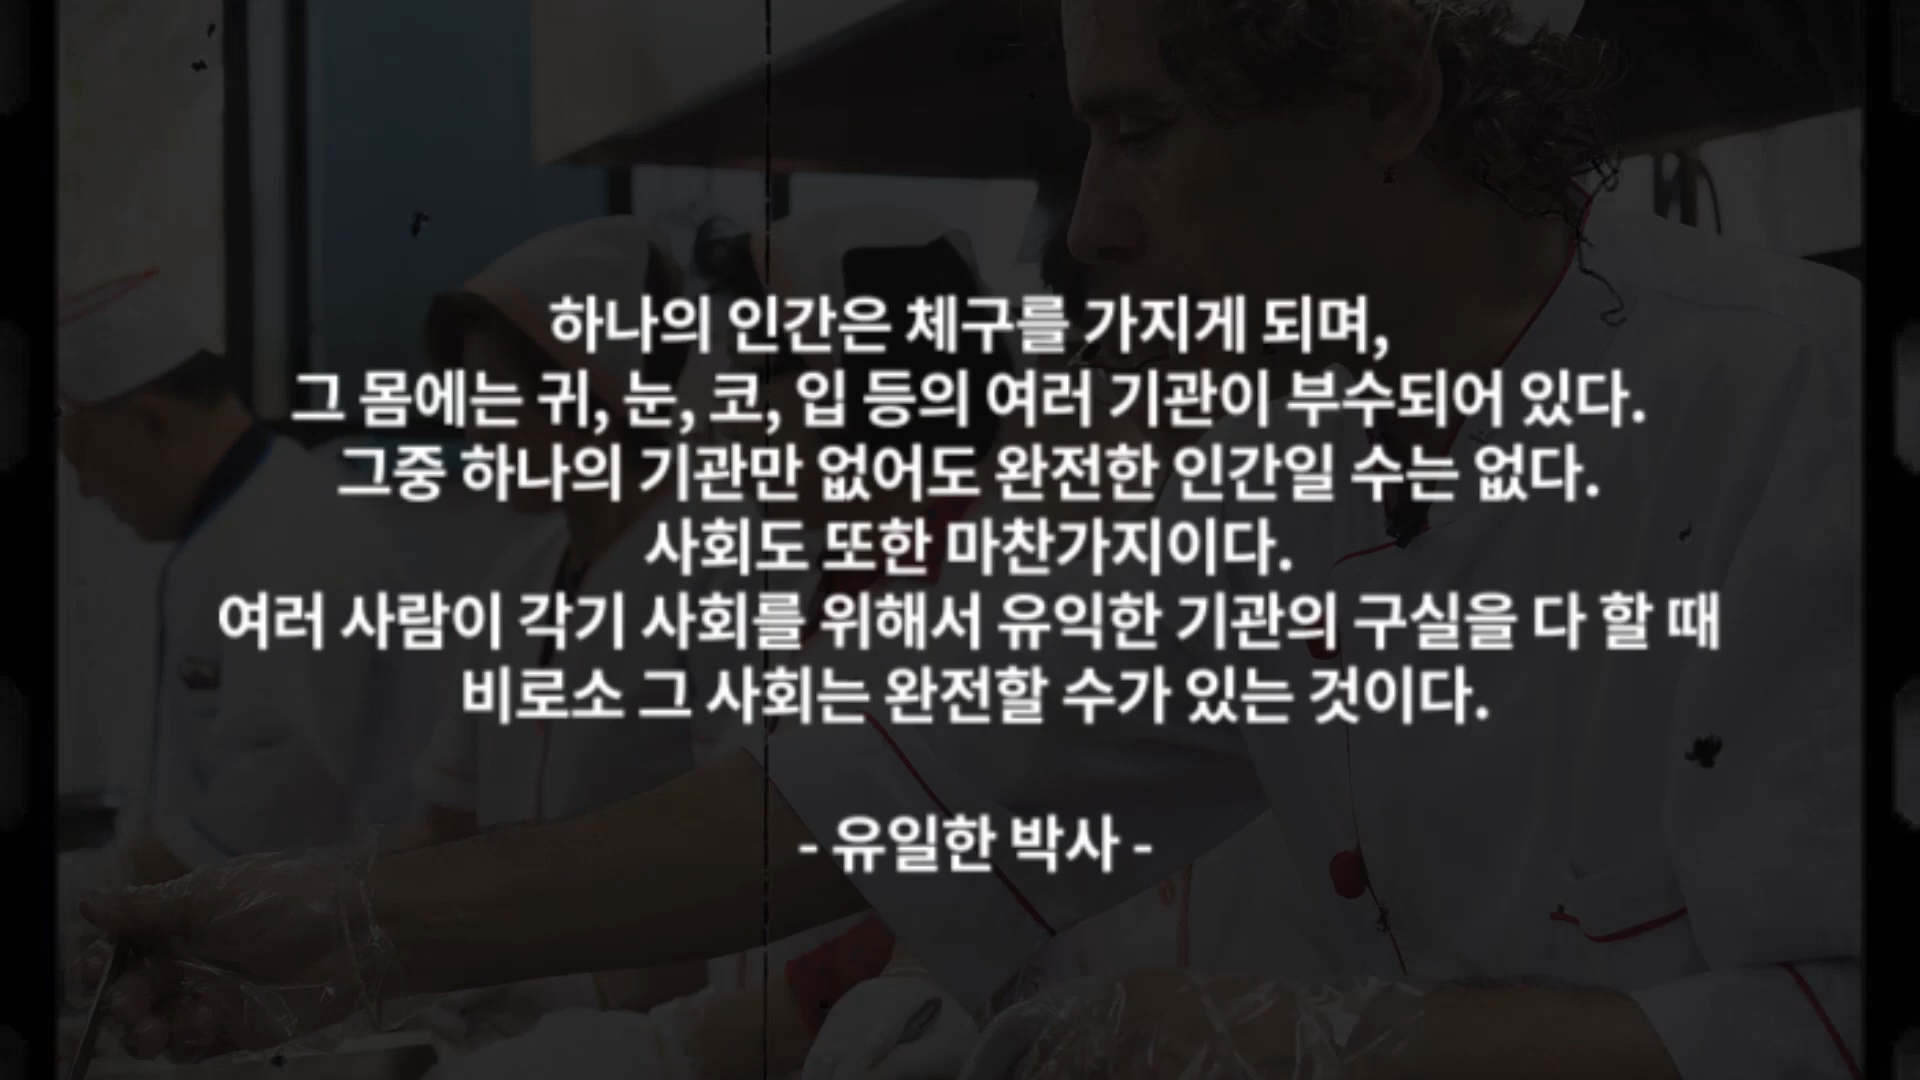 하나의 인간은 체구를 가지게 되며,
그 몸에는 귀, 눈, 코, 입 등의 여러 기관이 부수되어 있다.
그중 하나의 기관만 없어도 완전한 인간일 수는 없다.
사회도 또한 마찬가지이다.
여러 사람이 각기 사회를 위해서 유익한 기관의 구실을 다 할 때
비로소 그 사회는 완전할 수가 있는 것이다.
- 유일한 박사 -